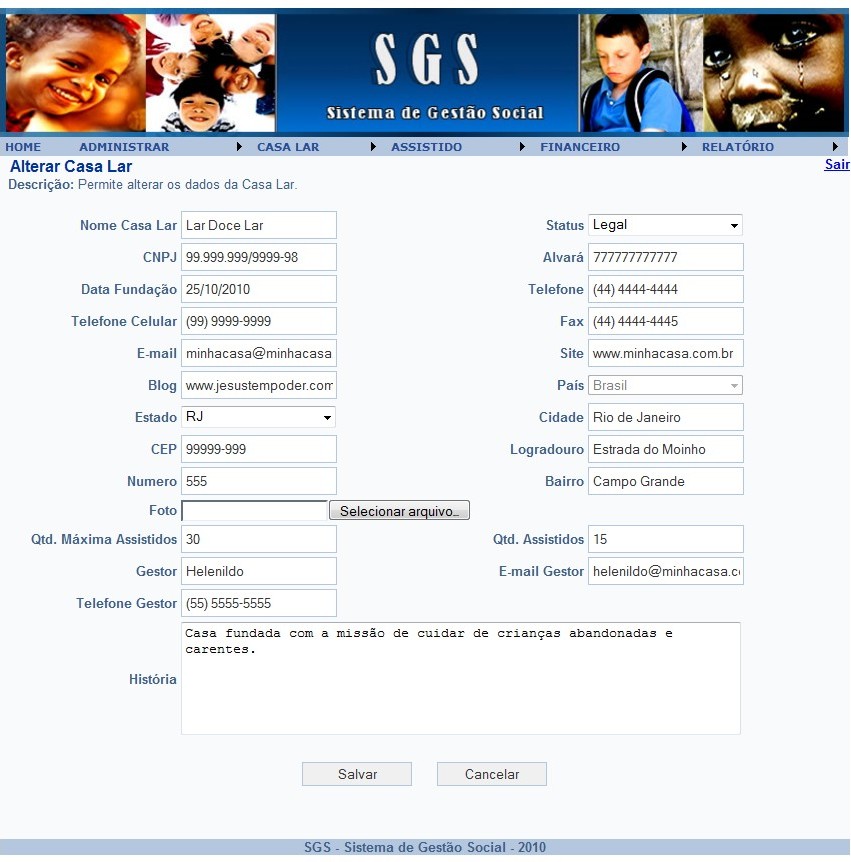 SGS
Sistema de Gestão Social
HOME ADMINISTRAR CASA LAR ASSISTIDO FINANCEIRO RELATÓRIO
Alterar Casa Lar Sair
Descrição: Permite alterar os dados da Casa Lar.
Nome Casa Lar Lar Doce Lar Status Legal
CNPJ 99.999.999/9999-98 Alvará 777777777777
Data Fundação 25/10/2010 Telefone (44) 4444-4444
Telefone Celular (99) 9999-9999 Fax (44) 4444-4445
E-mail minhacasa@minhacasa Site www.minhacasa.com.br
Blog www.jesustempoder.com País Brasil
Estado RJ Cidade Rio de Janeiro
CEP 99999-999 Logradouro Estrada do Moinho
Numero 555 Bairro Campo Grande
Foto Selecionar arquivo...
Qtd. Máxima Assistidos 30 Qtd. Assistidos 15
Gestor Helenildo E-mail Gestor helenildo@minhacasa.c
Telefone Gestor (55) 5555-5555
Casa fundada com a missão de cuidar de crianças abandonadas e
carentes.
História
Salvar Cancelar
SGS - Sistema de Gestão Social - 2010